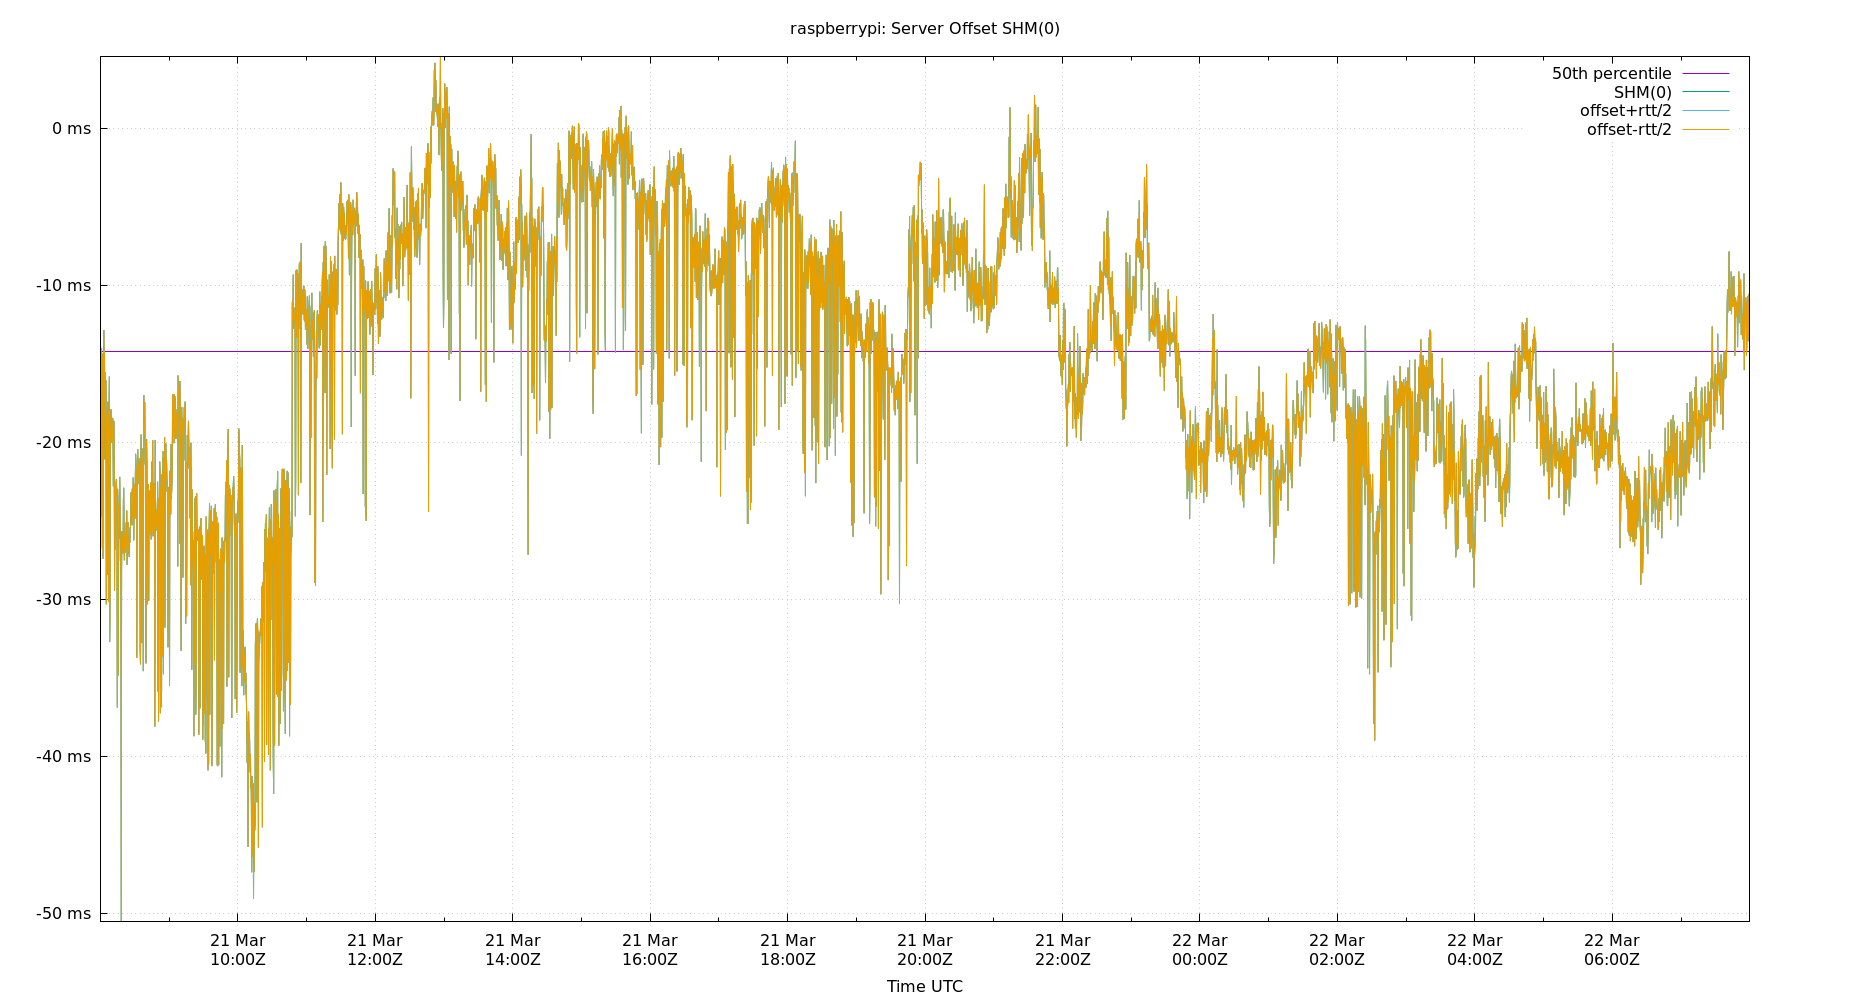 raspberrypi: Server Offset SHM(0)
50th percentile
SHM(0)
offset+rtt/2
offset-rtt/2
0 ms
-10 ms
-20 ms
-30 ms
-40 ms
-50 ms
21 Mar 21 Mar 21 Mar 21 Mar 21 Mar 21 Mar 21 Mar 22 Mar 22 Mar 22 Mar 22 Mar
10:00Z 12:00Z 14:00Z 16:00Z 18:00Z 20:00Z 22:00Z 00:00Z 02:00Z 04:00Z 06:00Z
Time UTC